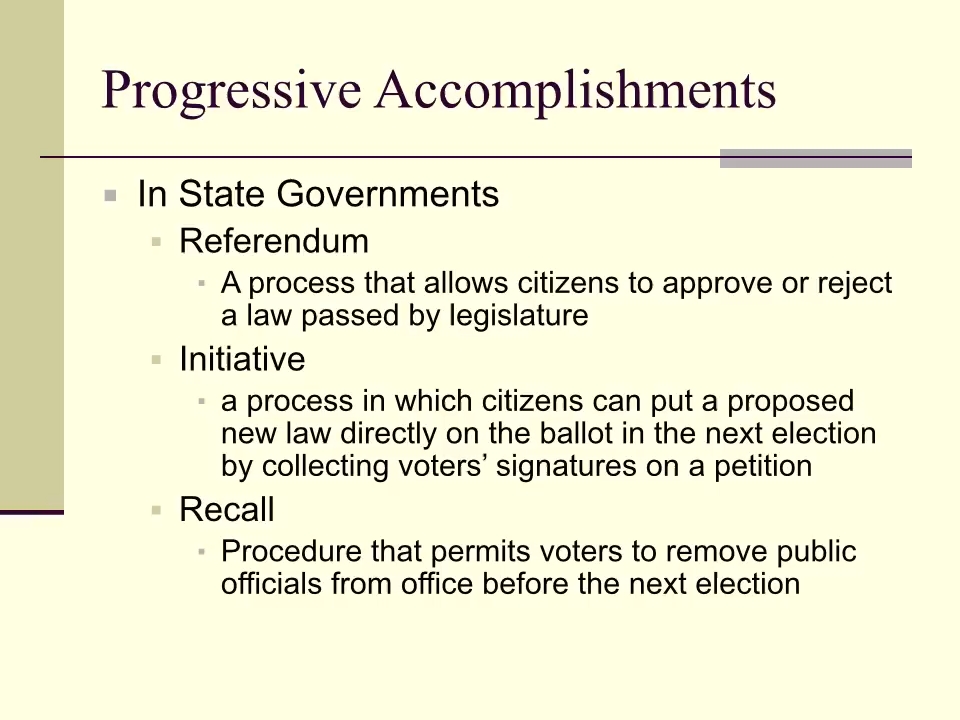 Progressive Accomplishments
In State Governments
Referendum
A process that allows citizens to approve or reject
a law passed by legislature
Initiative
a process in which citizens can put a proposed
new law directly on the ballot in the next election
by collecting voters’ signatures on a petition
Recall
Procedure that permits voters to remove public
officials from office before the next election